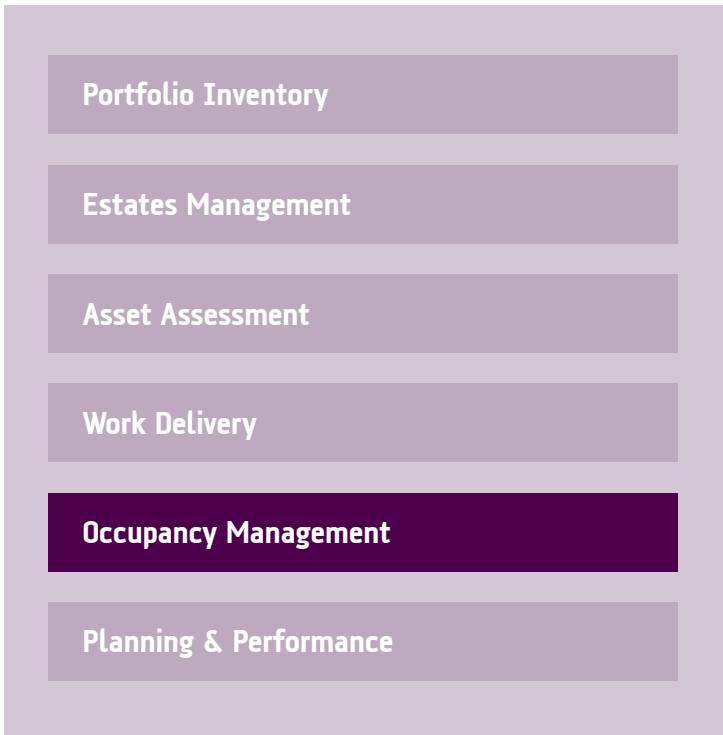 Portfolio Inventory
Estates Management
Asset Assessment
Work Delivery
Occupancy Management
Planning & Performance